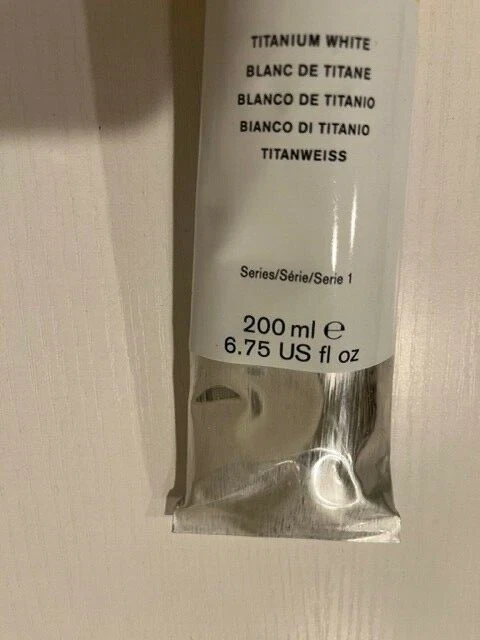 TITANIUM WHITE
BLANC DE TITANE
BLANCO DE TITANIO
BIANCO DI TITANIO
TITANWEISS
Series/Série/Serie 1
200 ml ℮
6.75 US fl oz